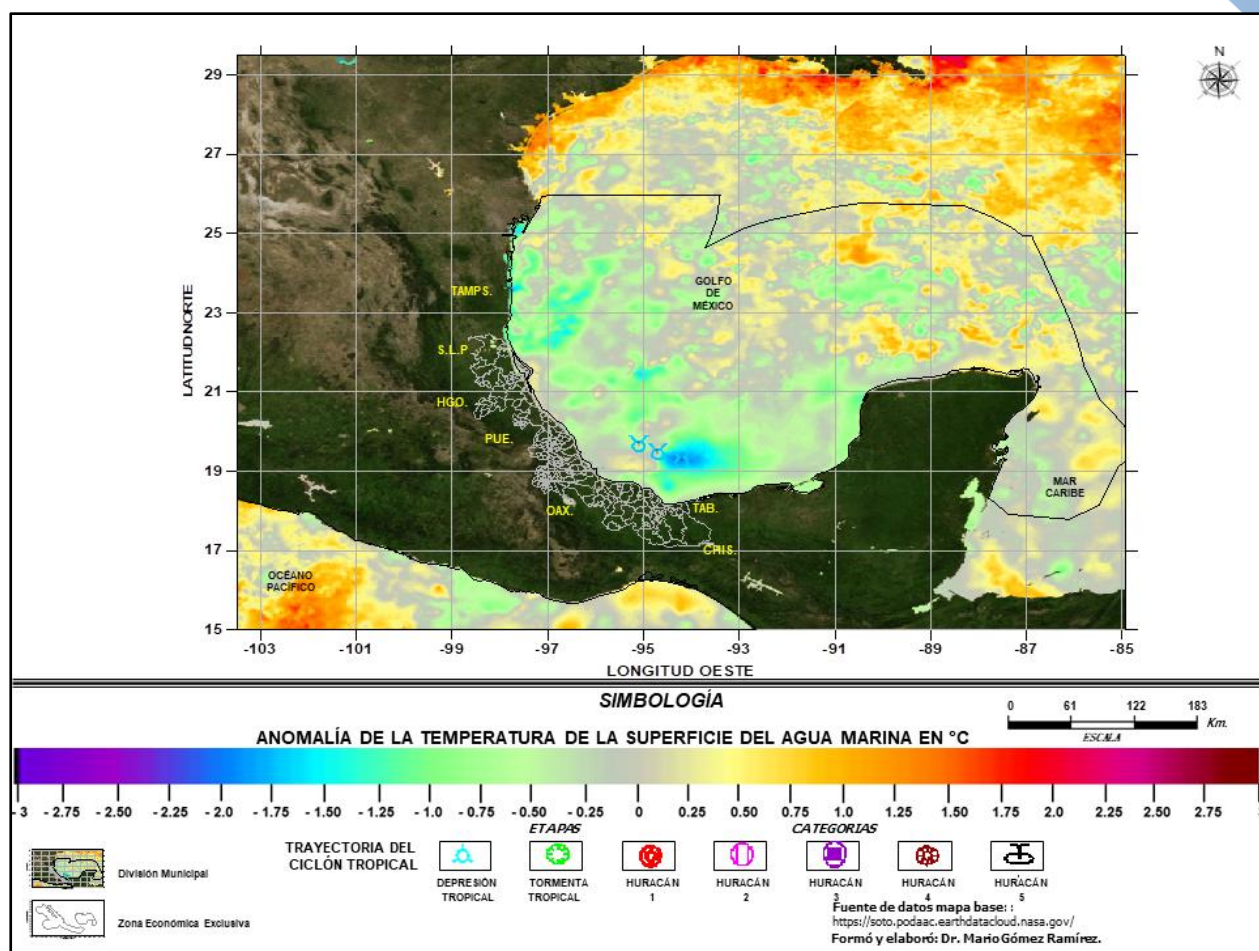 N
29
27
25
23
21
19
17
15
LATITUDNORTE
TAMPS.
S.L.P
HGO.
PUE.
OAX.
TAB.
CHIS.
GOLFO
DE
MÉXICO
MAR
CARIBE
OCÉANO
PACÍFICO
-103 -101 -99 -97 -95 -93 -91 -89 -87 -85
LONGITUD OESTE
SIMBOLOGÍA
0 61 122 183
Km.
ESCALA
ANOMALÍA DE LA TEMPERATURA DE LA SUPERFICIE DEL AGUA MARINA EN °C
- 3 - 2.75 - 2.50 - 2.25 - 2.0 - 1.75 - 1.50 - 1.25 - 1.0 - 0.75 - 0.50 - 0.25 0 0.25 0.50 0.75 1.0 1.25 1.50 1.75 2.0 2.25 2.50 2.75
ETAPAS
CATEGORIAS
TRAYECTORIA DEL
CICLÓN TROPICAL
DEPRESIÓN
TROPICAL
TORMENTA
TROPICAL
HURACÁN
1
HURACÁN
2
HURACÁN
3
HURACÁN
4
HURACÁN
5
División Municipal
Zona Económica Exclusiva
Fuente de datos mapa base: :
https://soto.podaac.earthdatacloud.nasa.gov/
Formó y elaboró: Dr. Mario Gómez Ramírez.